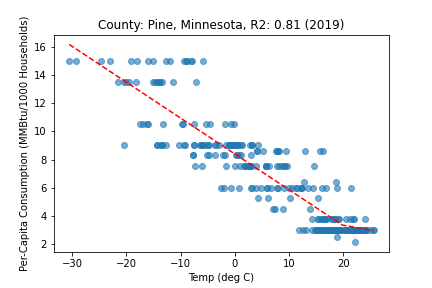 County: Pine, Minnesota, R2: 0.81 (2019)
Per-Capita Consumption (MMBtu/1000 Households)
16
14
12
10
8
6
4
2
−30 −20 −10 0 10 20
Temp (deg C)